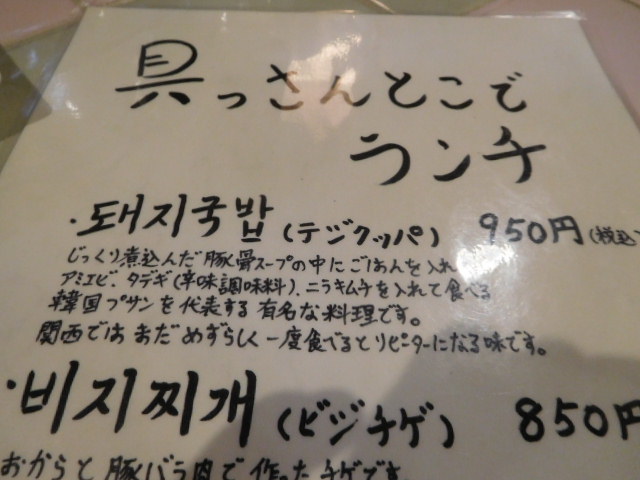 具っさんとこで
ランチ
・돼지국밥 (テジクッパ) 950円(税込
じっくり煮込んだ豚骨スープの中にごはんを入れ
アミエビ、タデギ(辛味調味料)、ニラキムチを入れて食べる
韓国プサンを代表する有名な料理です。
関西ではまだめずらしく一度食べるとリピーターになる味です。
・비지찌개 (ビジチゲ) 850円
おからと豚バラ肉で作ったチゲです